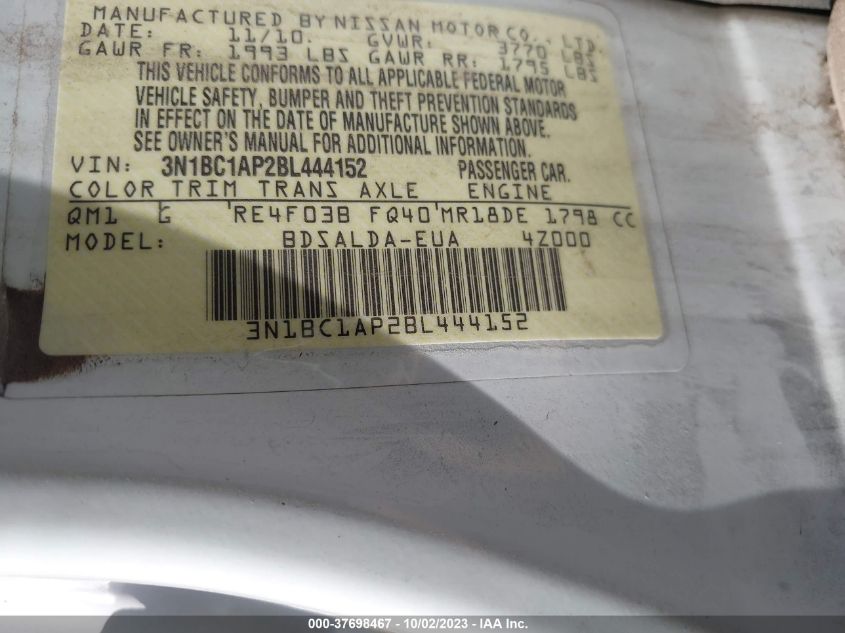 MANUFACTURED BY NISSAN MOTOR CO., LTD.
DATE: 11/10. GVWR: 3770 LBS
GAWR FR: 1993 LBS GAWR RR: 1795 LBS
THIS VEHICLE CONFORMS TO ALL APPLICABLE FEDERAL MOTOR
VEHICLE SAFETY, BUMPER AND THEFT PREVENTION STANDARDS
IN EFFECT ON THE DATE OF MANUFACTURE SHOWN ABOVE.
SEE OWNER'S MANUAL FOR ADDITIONAL INFORMATION.
VIN: 3N1BC1AP2BL444152 PASSENGER CAR.
COLOR TRIM TRANS AXLE ENGINE
QM1 G RE4F03B FQ40 MR18DE 1798 CC
MODEL: BDSALDA-EUA 4Z000
3N1BC1AP2BL444152
000-37698467 - 10/02/2023 - IAA Inc.